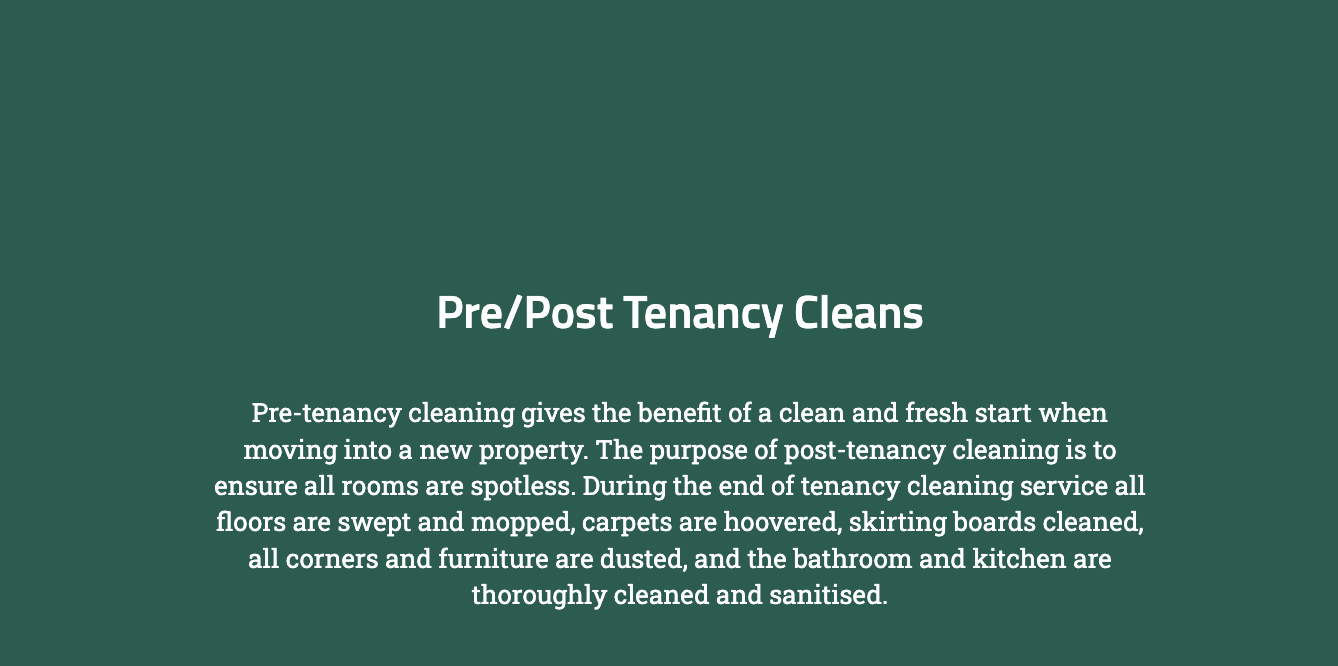 Pre/Post Tenancy Cleans
Pre-tenancy cleaning gives the benefit of a clean and fresh start when
moving into a new property. The purpose of post-tenancy cleaning is to
ensure all rooms are spotless. During the end of tenancy cleaning service all
floors are swept and mopped, carpets are hoovered, skirting boards cleaned,
all corners and furniture are dusted, and the bathroom and kitchen are
thoroughly cleaned and sanitised.